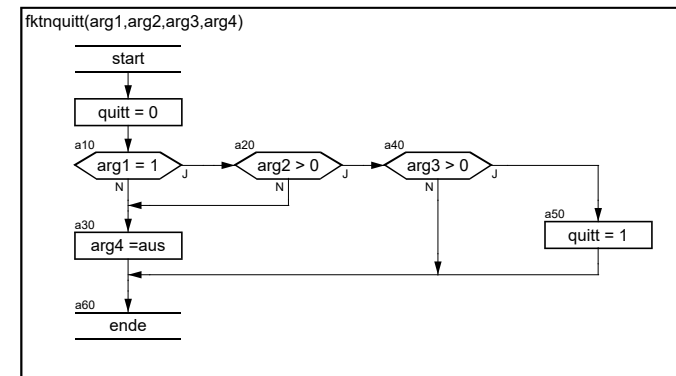 fktnquitt(arg1,arg2,arg3,arg4)
start
quitt = 0
a10
arg1 = 1
J
N
a20
arg2 > 0
J
N
a40
arg3 > 0
J
N
a30
arg4 =aus
a50
quitt = 1
a60
ende